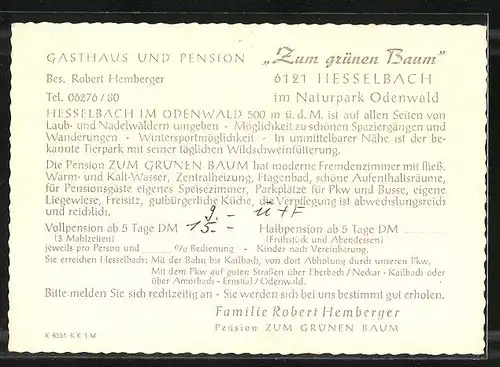 GASTHAUS UND PENSION „Zum grünen Baum"
Bes. Robert Hemberger 6121 HESSELBACH
Tel. 06276/80 im Naturpark Odenwald
HESSELBACH IM ODENWALD 500 m ü. d. M. ist auf allen Seiten von
Laub- und Nadelwäldern umgeben - Möglichkeit zu schönen Spaziergängen und
Wanderungen - Wintersportmöglichkeit - In unmittelbarer Nähe ist der be-
kannte Tierpark mit seiner täglichen Wildschweinfütterung.
Die Pension ZUM GRÜNEN BAUM hat moderne Fremdenzimmer mit fließ.
Warm- und Kalt-Wasser, Zentralheizung, Etagenbad, schöne Aufenthaltsräume,
für Pensionsgäste eigenes Speisezimmer, Parkplätze für Pkw und Busse, eigene
Liegewiese, Freisitz, gutbürgerliche Küche, die Verpflegung ist abwechslungsreich
und reichlich. 9.- U+F
Vollpension ab 5 Tage DM 15.- Halbpension ab 5 Tage DM
(3 Mahlzeiten) (Frühstück und Abendessen)
jeweils pro Person und % Bedienung - Kinder nach Vereinbarung.
Sie erreichen Hesselbach: Mit der Bahn bis Kailbach, von dort Abholung durch unseren Pkw,
Mit dem Pkw auf guten Straßen über Eberbach/Neckar - Kailbach oder
über Amorbach - Ernsttal/Odenwald.
Bitte melden Sie sich rechtzeitig an - Sie werden sich bei uns bestimmt gut erholen.
Familie Robert Hemberger
Pension ZUM GRÜNEN BAUM
X 6551 K K 1 M